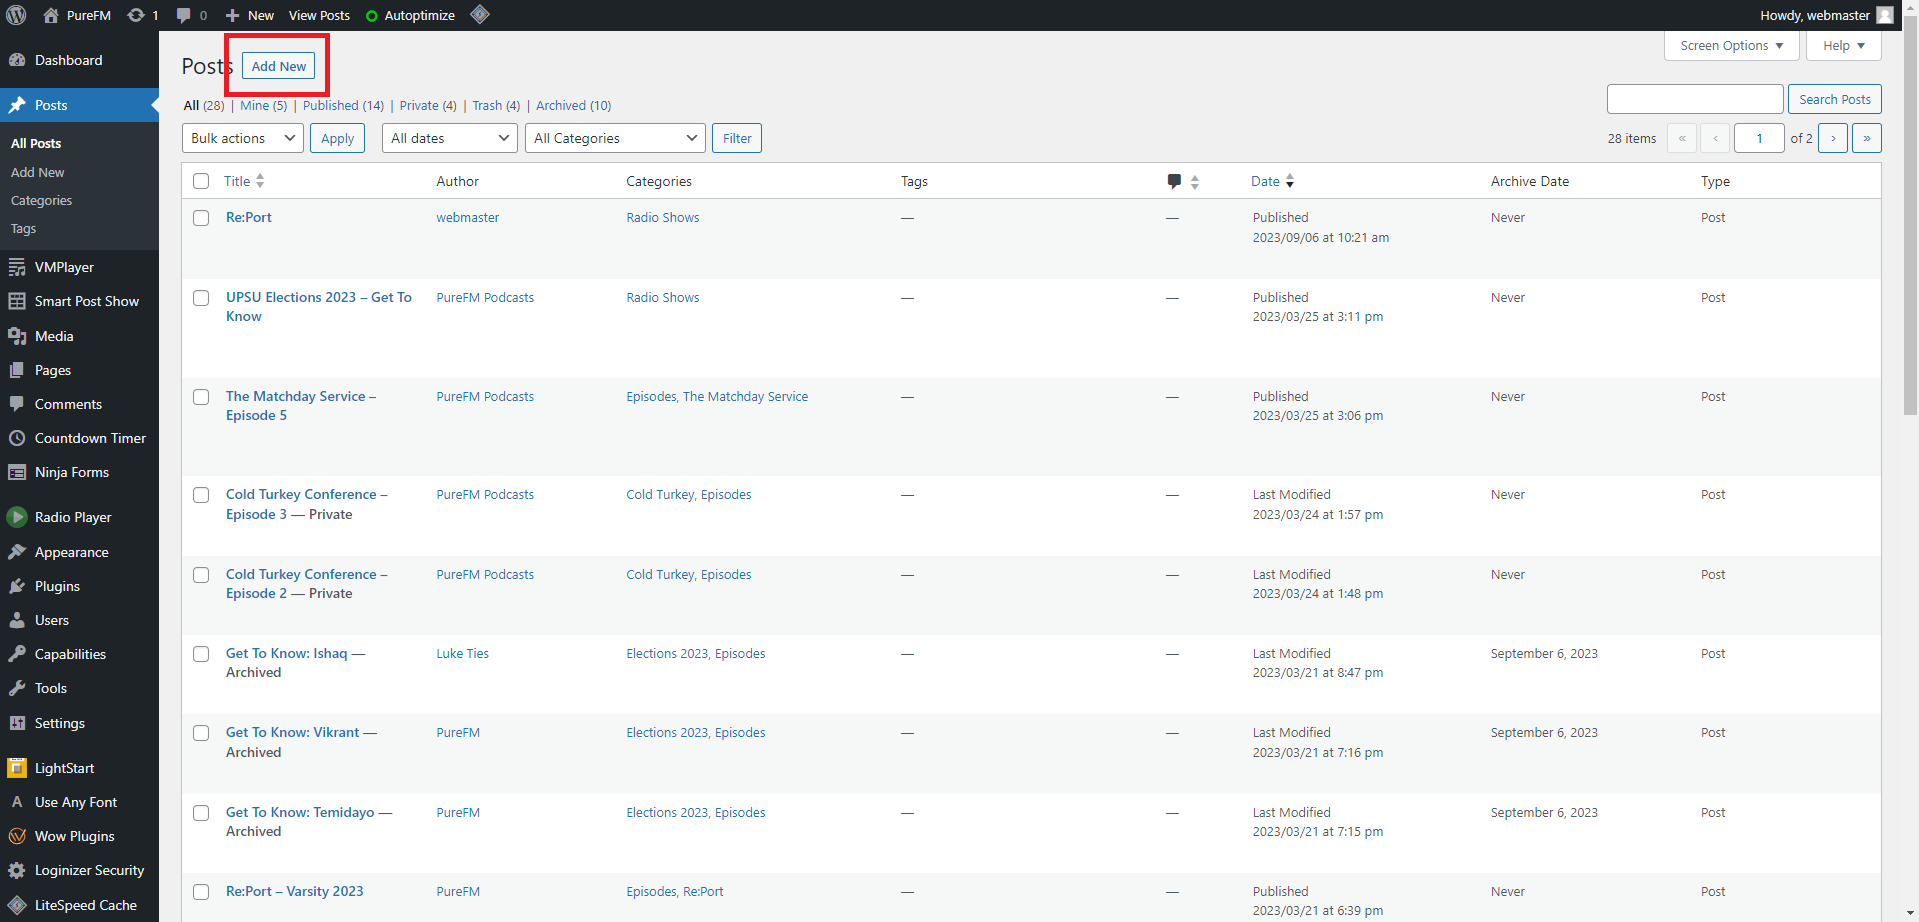 PureFM 1 0 New View Posts Autoptimize Howdy, webmaster
Dashboard
Posts
All Posts
Add New
Categories
Tags
VMPlayer
Smart Post Show
Media
Pages
Comments
Countdown Timer
Ninja Forms
Radio Player
Appearance
Plugins
Users
Capabilities
Tools
Settings
LightStart
Use Any Font
Wow Plugins
Loginizer Security
LiteSpeed Cache
Screen Options Help
Posts Add New
All (28) | Mine (5) | Published (14) | Private (4) | Trash (4) | Archived (10)
Search Posts
Bulk actions Apply All dates All Categories Filter 28 items « ‹ 1 of 2 › »
Title Author Categories Tags Date Archive Date Type
Re:Port webmaster Radio Shows — — Published Never Post
2023/09/06 at 10:21 am
UPSU Elections 2023 – Get To PureFM Podcasts Radio Shows — — Published Never Post
Know 2023/03/25 at 3:11 pm
The Matchday Service – PureFM Podcasts Episodes, The Matchday Service — — Published Never Post
Episode 5 2023/03/25 at 3:06 pm
Cold Turkey Conference – PureFM Podcasts Cold Turkey, Episodes — — Last Modified Never Post
Episode 3 — Private 2023/03/24 at 1:57 pm
Cold Turkey Conference – PureFM Podcasts Cold Turkey, Episodes — — Last Modified Never Post
Episode 2 — Private 2023/03/24 at 1:48 pm
Get To Know: Ishaq — Luke Ties Elections 2023, Episodes — — Last Modified September 6, 2023 Post
Archived 2023/03/21 at 8:47 pm
Get To Know: Vikrant — PureFM Elections 2023, Episodes — — Last Modified September 6, 2023 Post
Archived 2023/03/21 at 7:16 pm
Get To Know: Temidayo — PureFM Elections 2023, Episodes — — Last Modified September 6, 2023 Post
Archived 2023/03/21 at 7:15 pm
Re:Port – Varsity 2023 PureFM Episodes, Re:Port — — Published Never Post
2023/03/21 at 6:39 pm